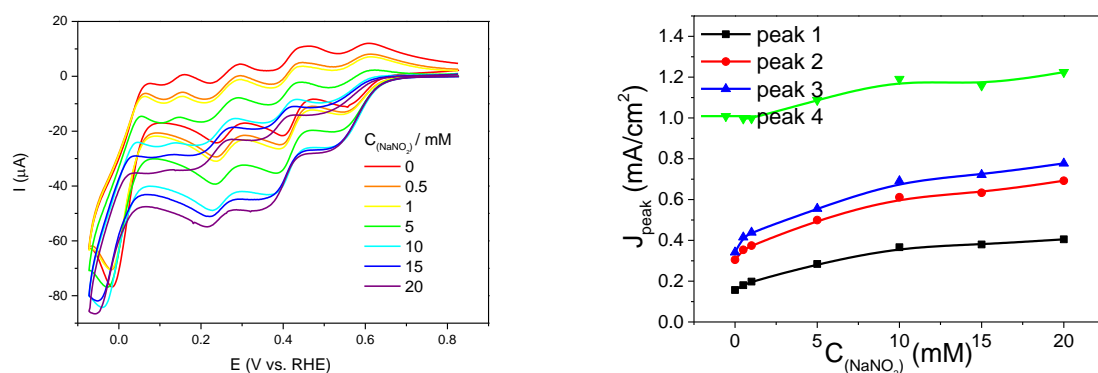 20
0
-20
-40
-60
-80
I (μA)
0.0 0.2 0.4 0.6 0.8
E (V vs. RHE)
C(NaNO₂)/ mM
0
0.5
1
5
10
15
20
1.4
1.2
1.0
0.8
0.6
0.4
0.2
0.0
Jpeak (mA/cm²)
peak 1
peak 2
peak 3
peak 4
0 5 10 15 20
C(NaNO₂) (mM)